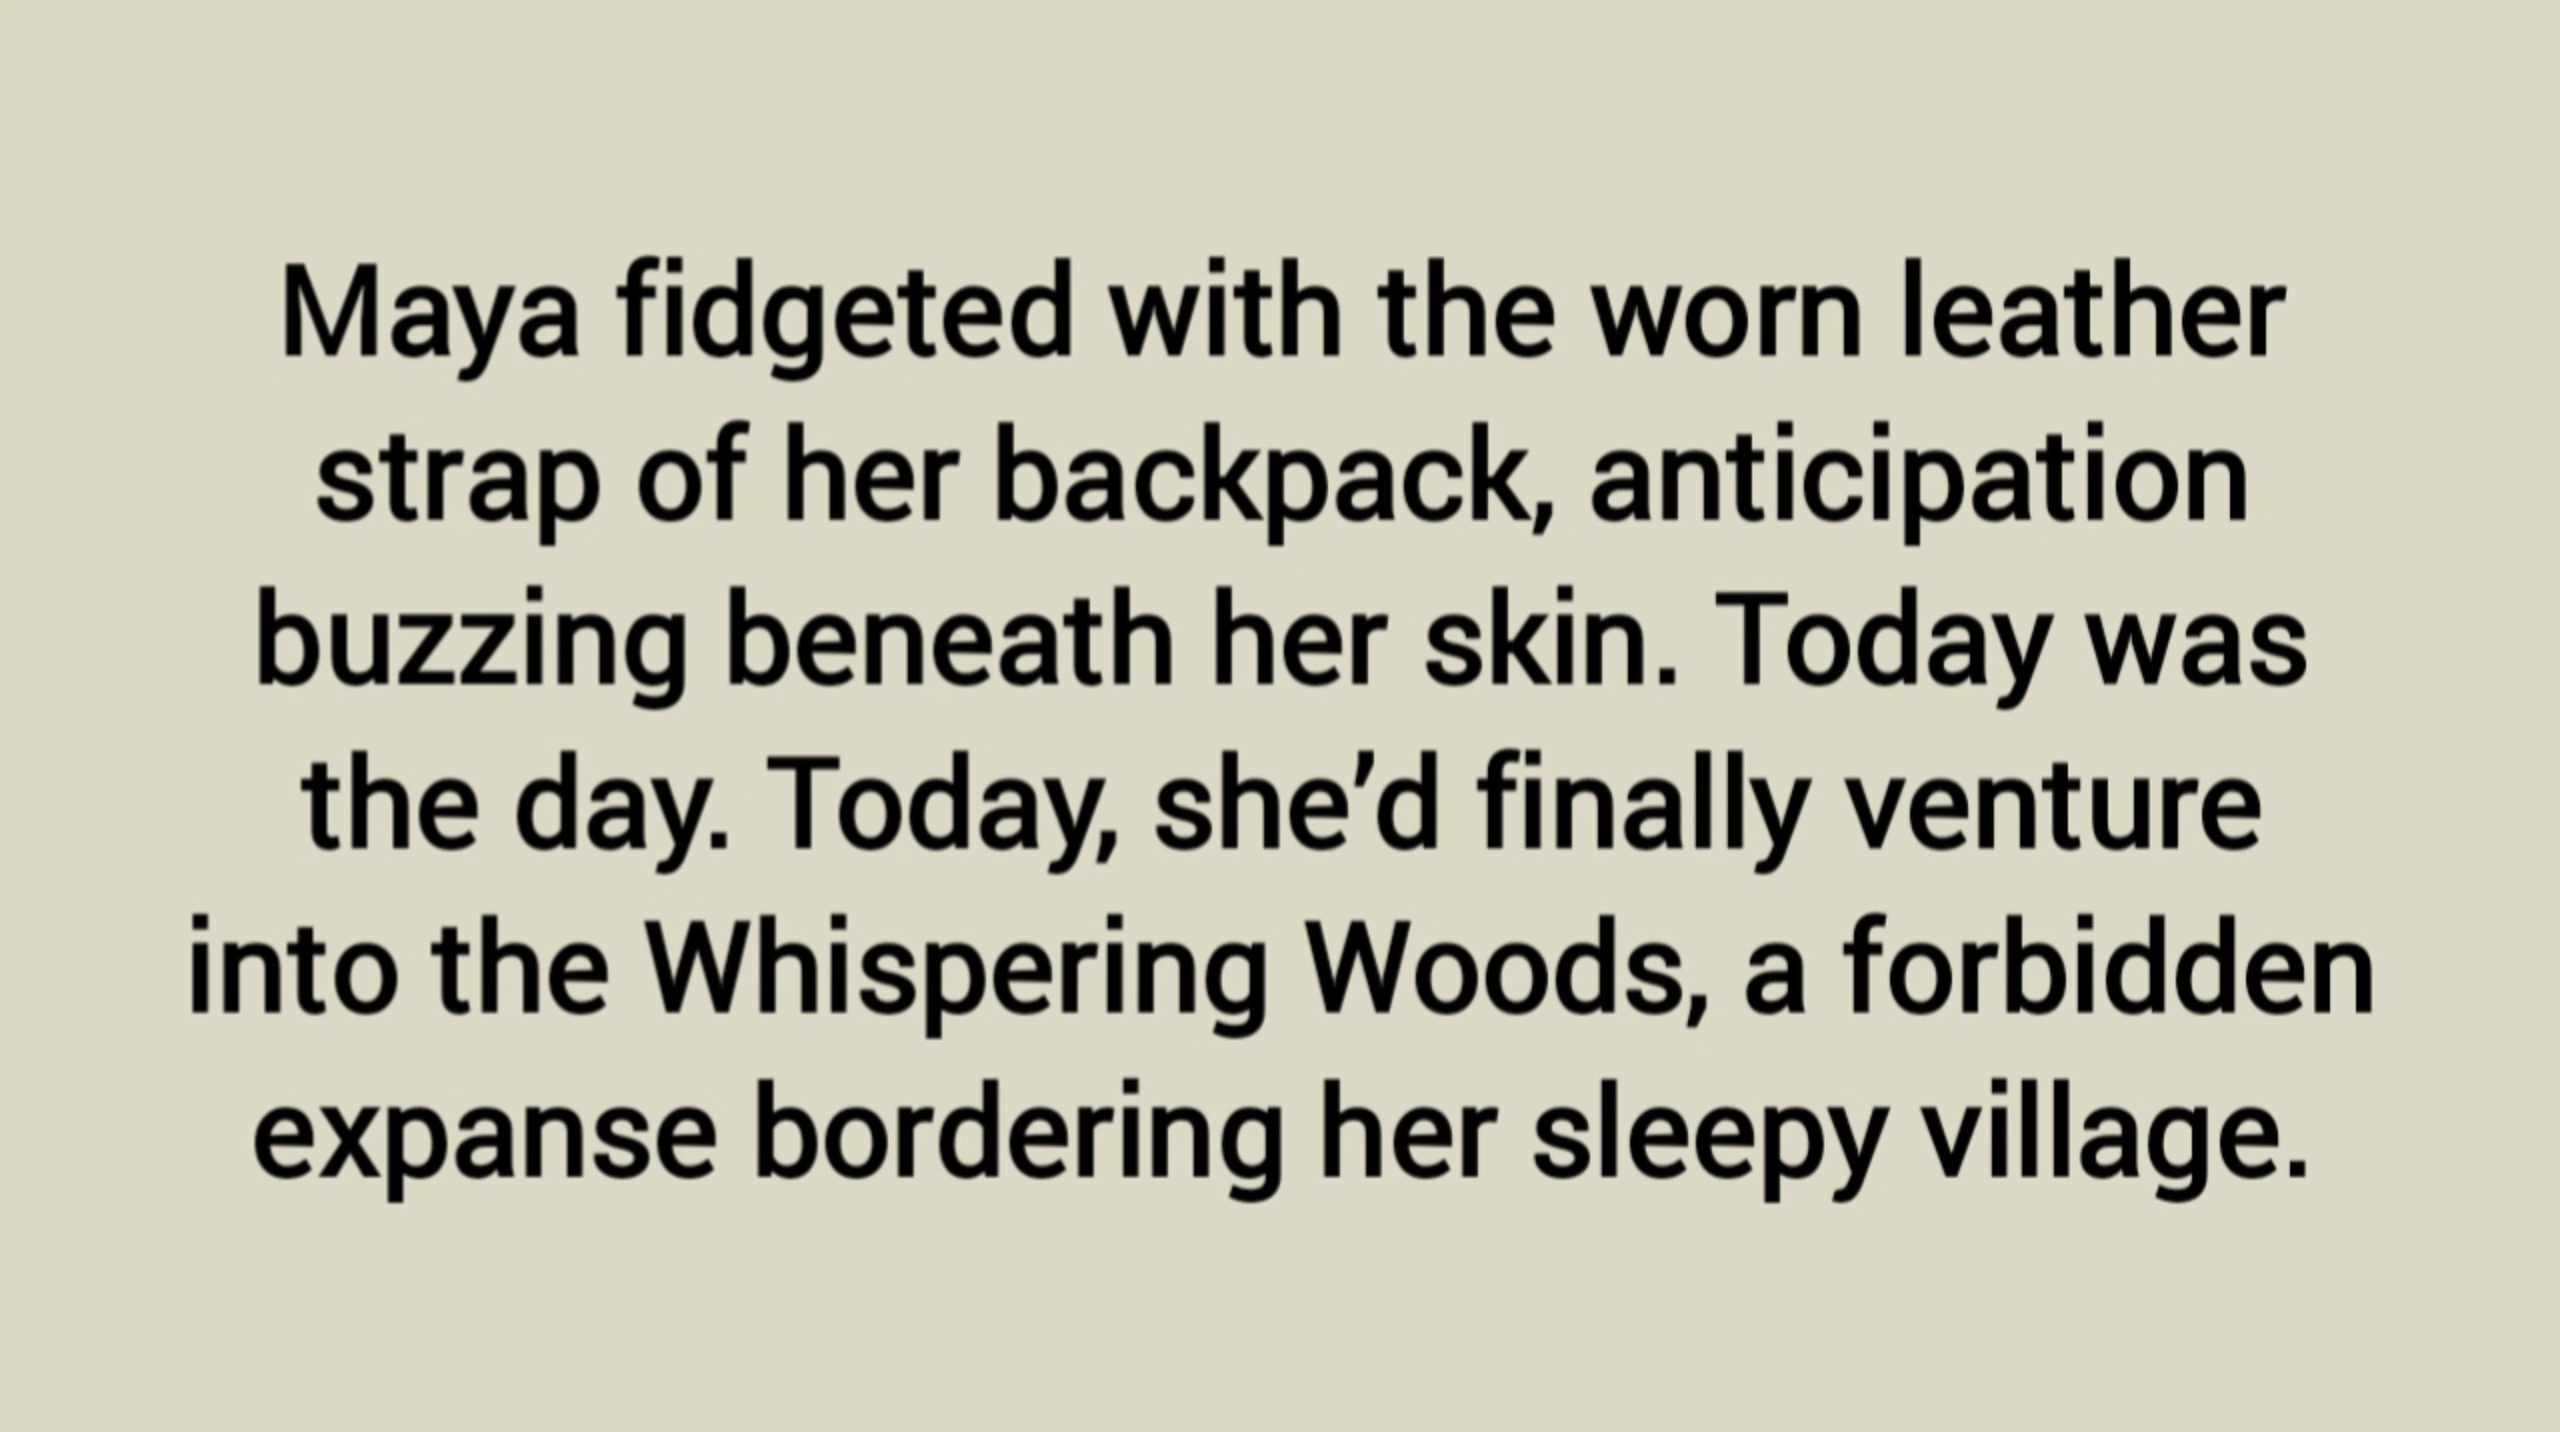 Maya fidgeted with the worn leather
strap of her backpack, anticipation
buzzing beneath her skin. Today was
the day. Today, she’d finally venture
into the Whispering Woods, a forbidden
expanse bordering her sleepy village.